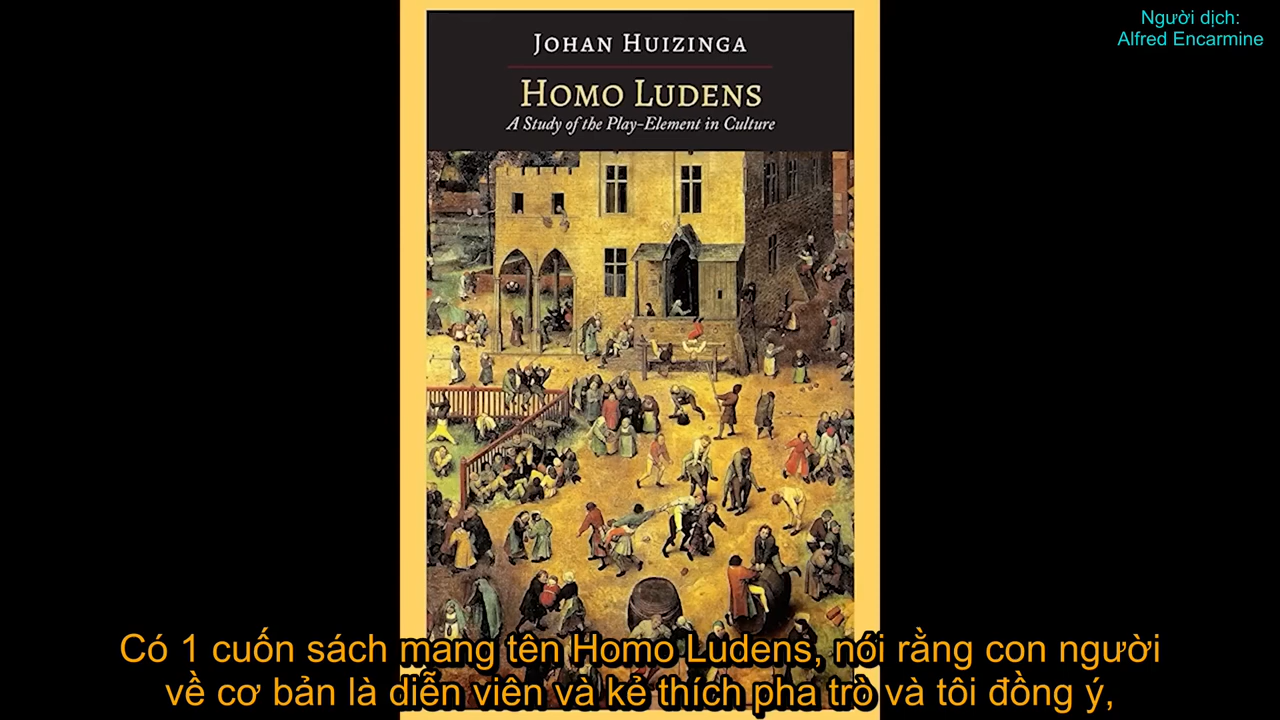 Người dịch:
Alfred Encarmine
JOHAN HUIZINGA
HOMO LUDENS
A Study of the Play-Element in Culture
Có 1 cuốn sách mang tên Homo Ludens, nói rằng con người
về cơ bản là diễn viên và kẻ thích pha trò và tôi đồng ý,